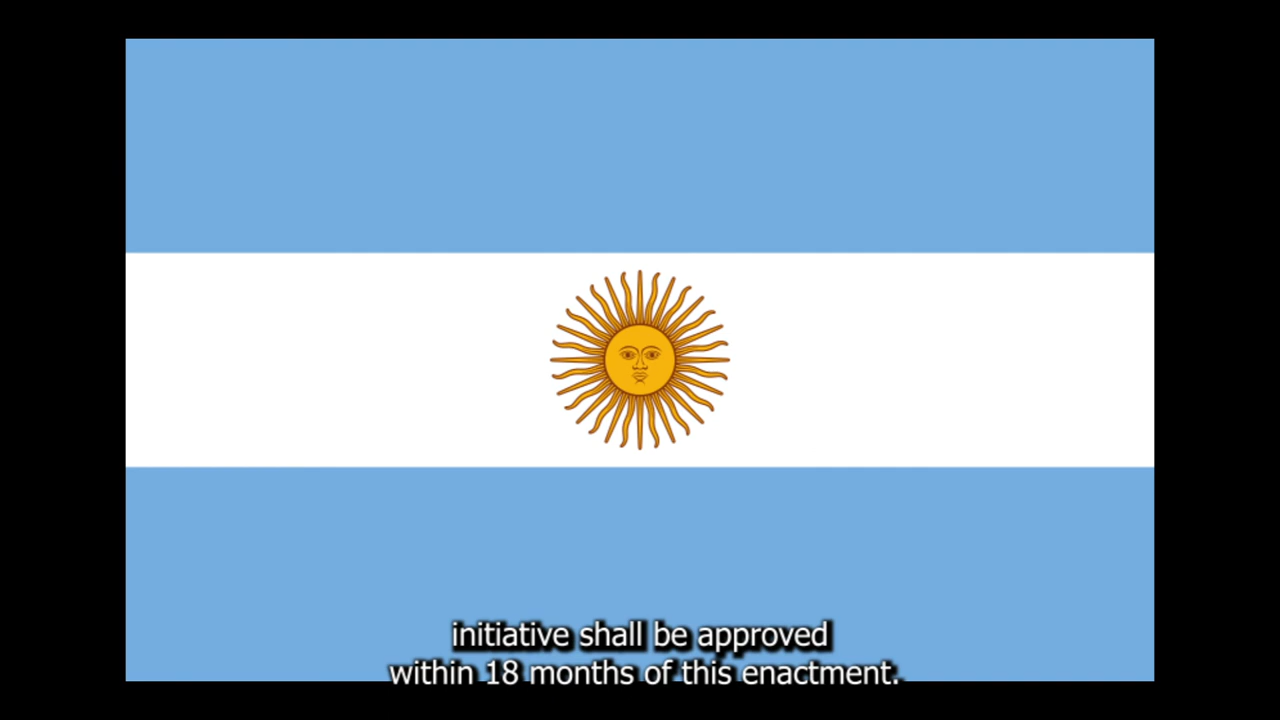 initiative shall be approved
within 18 months of this enactment.